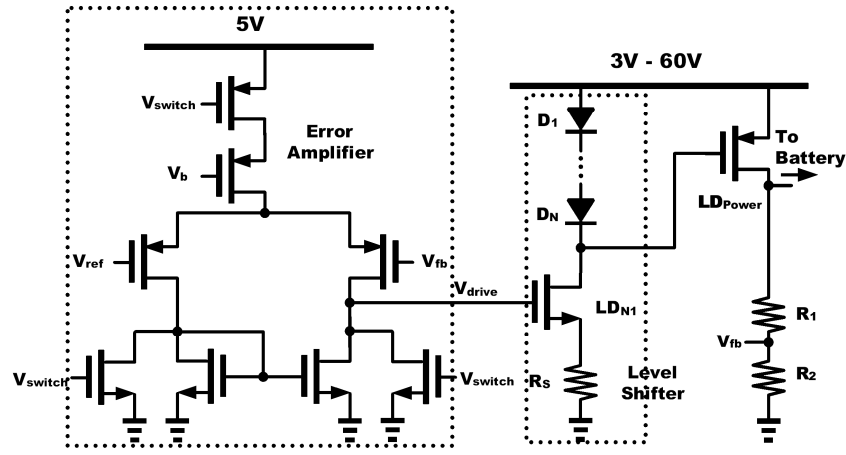 5V
3V - 60V
Vswitch
Error
Amplifier
Vb
D1
To
Battery
LDPower
DN
Vref
Vfb
Vdrive
LDN1
R1
Vfb
Vswitch
Vswitch
RS
Level
Shifter
R2